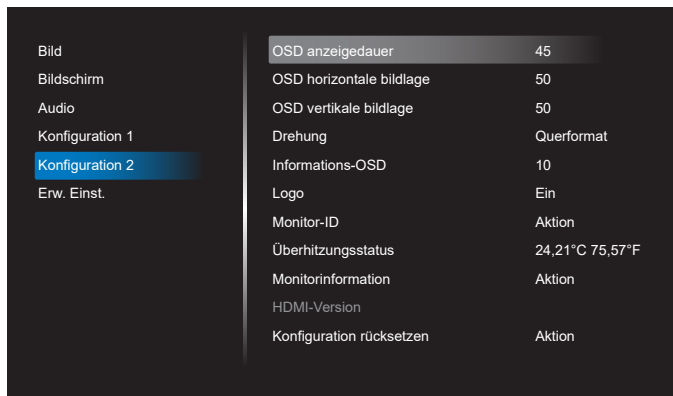 Bild
Bildschirm
Audio
Konfiguration 1
Konfiguration 2
Erw. Einst.
OSD anzeigedauer 45
OSD horizontale bildlage 50
OSD vertikale bildlage 50
Drehung Querformat
Informations-OSD 10
Logo Ein
Monitor-ID Aktion
Überhitzungsstatus 24,21°C 75,57°F
Monitorinformation Aktion
HDMI-Version
Konfiguration rücksetzen Aktion